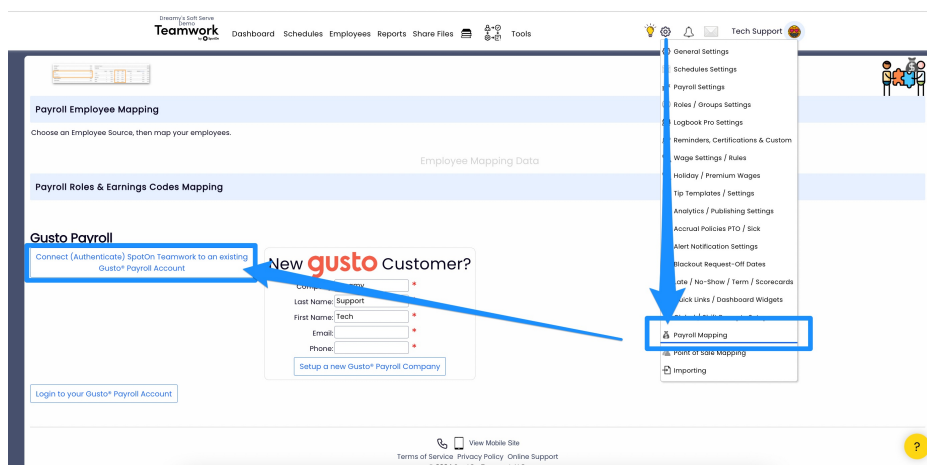 Dreamy's Soft Serve
Demo
Teamwork
by SpotOn
Dashboard Schedules Employees Reports Share Files Tools
Tech Support
General Settings
Schedules Settings
Payroll Settings
Roles / Groups Settings
Logbook Pro Settings
Reminders, Certifications & Custom
Wage Settings / Rules
Holiday / Premium Wages
Tip Templates / Settings
Analytics / Publishing Settings
Accrual Policies PTO / Sick
Alert Notification Settings
Blackout Request-Off Dates
Late / No-Show / Term / Scorecards
Quick Links / Dashboard Widgets
Payroll Mapping
Point of Sale Mapping
Importing
Payroll Employee Mapping
Choose an Employee Source, then map your employees.
Employee Mapping Data
Payroll Roles & Earnings Codes Mapping
Gusto Payroll
Connect (Authenticate) SpotOn Teamwork to an existing
Gusto® Payroll Account
New gusto Customer?
Last Name: Support *
First Name: Tech *
Email: *
Phone: *
Setup a new Gusto® Payroll Company
Login to your Gusto® Payroll Account
View Mobile Site
Terms of Service Privacy Policy Online Support
?